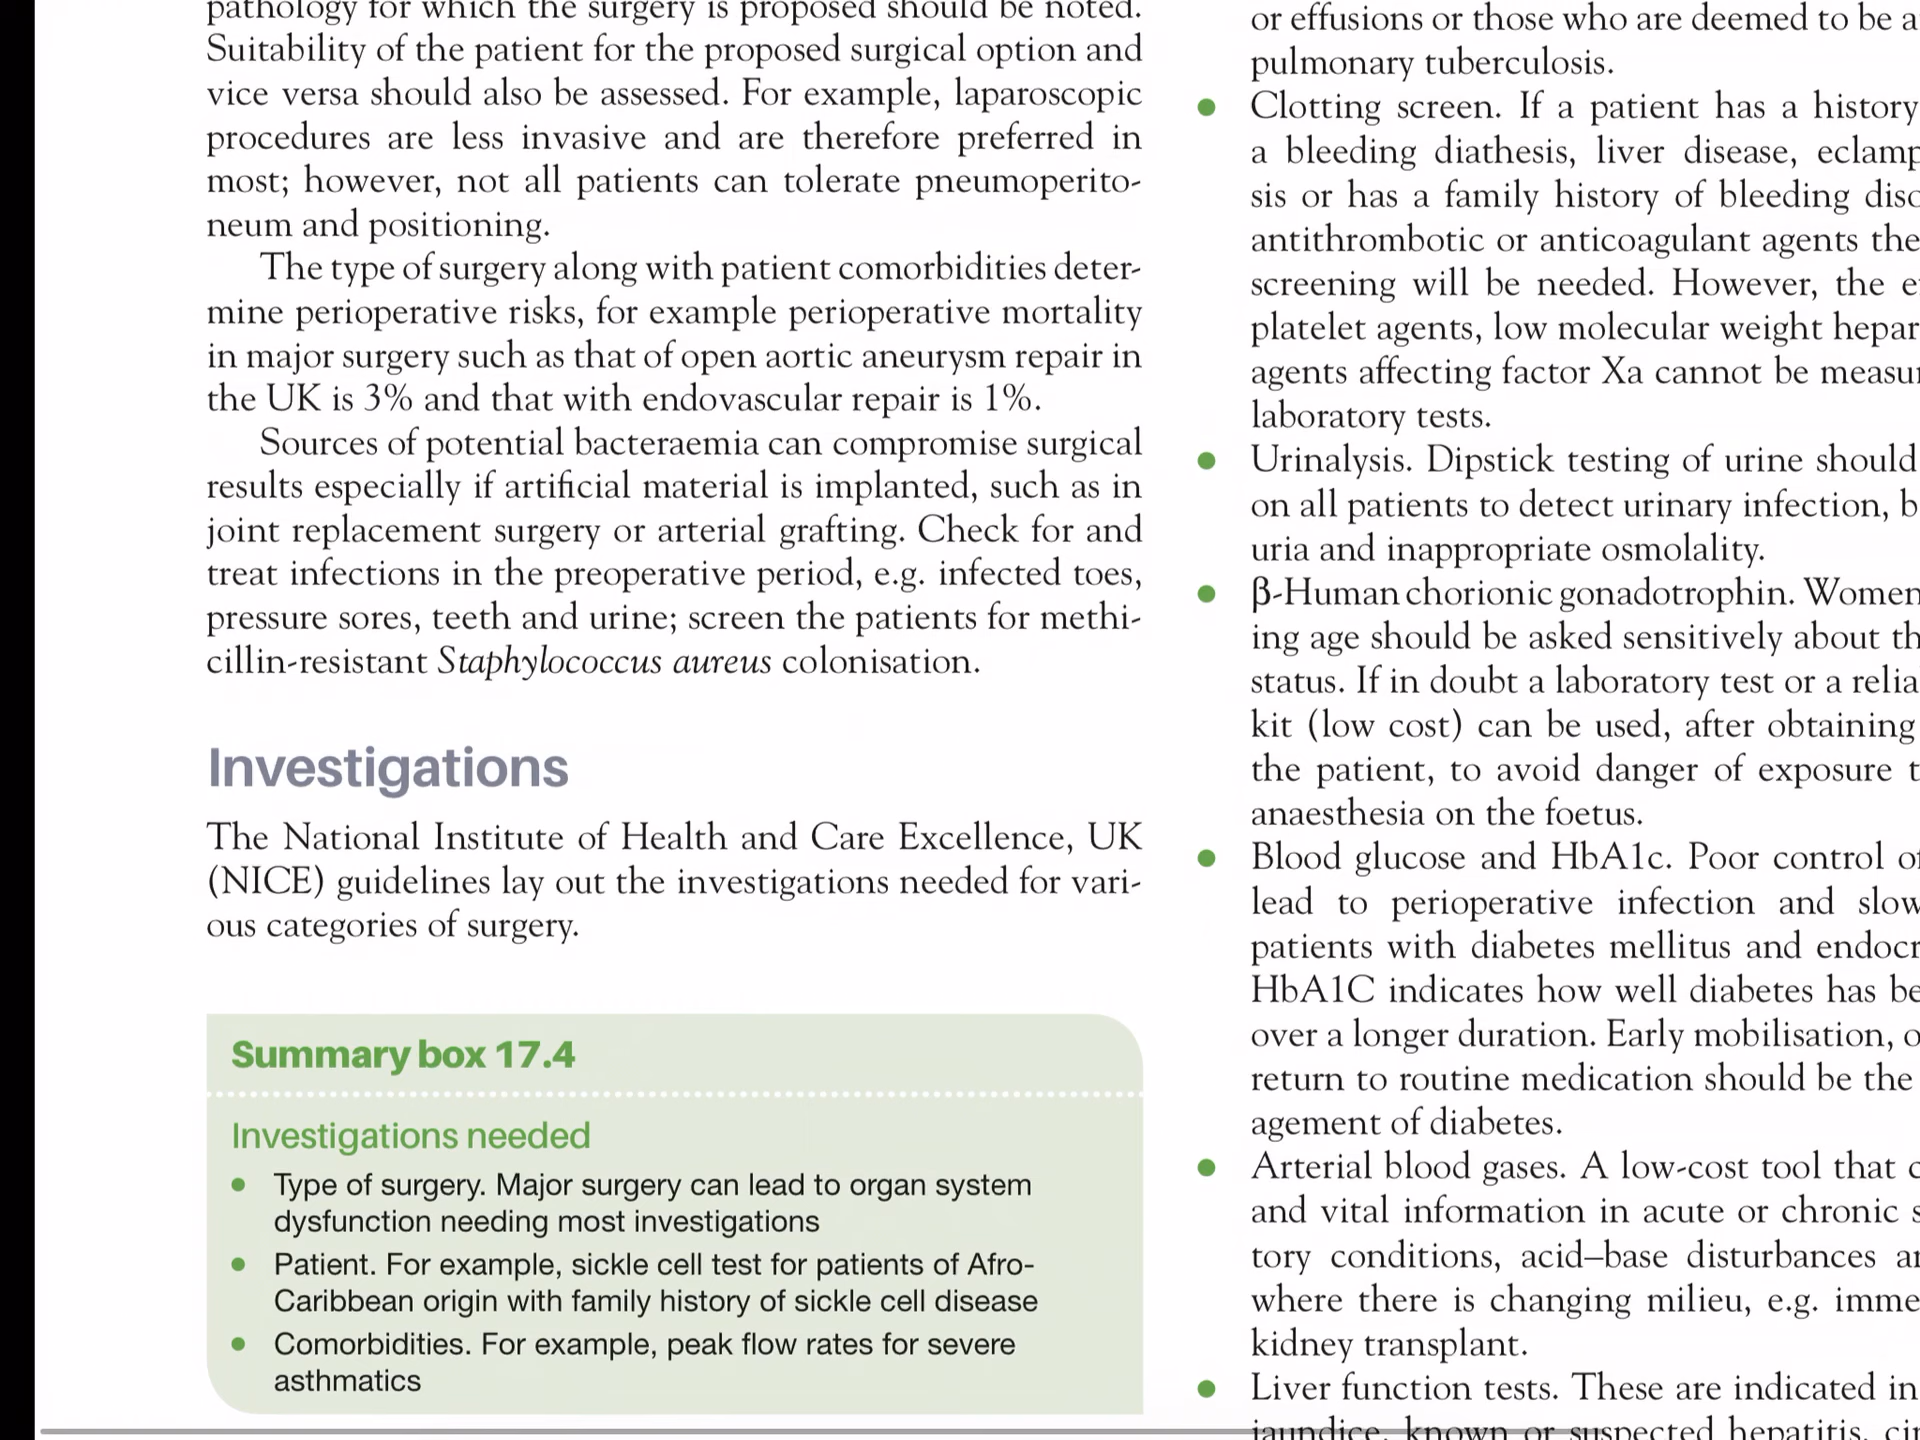 pathology for which the surgery is proposed should be noted.
Suitability of the patient for the proposed surgical option and
vice versa should also be assessed. For example, laparoscopic
procedures are less invasive and are therefore preferred in
most; however, not all patients can tolerate pneumoperito-
neum and positioning.
The type of surgery along with patient comorbidities deter-
mine perioperative risks, for example perioperative mortality
in major surgery such as that of open aortic aneurysm repair in
the UK is 3% and that with endovascular repair is 1%.
Sources of potential bacteraemia can compromise surgical
results especially if artificial material is implanted, such as in
joint replacement surgery or arterial grafting. Check for and
treat infections in the preoperative period, e.g. infected toes,
pressure sores, teeth and urine; screen the patients for methi-
cillin-resistant Staphylococcus aureus colonisation.
Investigations
The National Institute of Health and Care Excellence, UK
(NICE) guidelines lay out the investigations needed for vari-
ous categories of surgery.
Summary box 17.4
Investigations needed
● Type of surgery. Major surgery can lead to organ system
dysfunction needing most investigations
● Patient. For example, sickle cell test for patients of Afro-
Caribbean origin with family history of sickle cell disease
● Comorbidities. For example, peak flow rates for severe
asthmatics
or effusions or those who are deemed to be a
pulmonary tuberculosis.
● Clotting screen. If a patient has a history
a bleeding diathesis, liver disease, eclamp
sis or has a family history of bleeding diso
antithrombotic or anticoagulant agents the
screening will be needed. However, the e
platelet agents, low molecular weight hepar
agents affecting factor Xa cannot be measu
laboratory tests.
● Urinalysis. Dipstick testing of urine should
on all patients to detect urinary infection, b
uria and inappropriate osmolality.
● β-Human chorionic gonadotrophin. Women
ing age should be asked sensitively about th
status. If in doubt a laboratory test or a relia
kit (low cost) can be used, after obtaining
the patient, to avoid danger of exposure t
anaesthesia on the foetus.
● Blood glucose and HbA1c. Poor control of
lead to perioperative infection and slow
patients with diabetes mellitus and endocr
HbA1C indicates how well diabetes has be
over a longer duration. Early mobilisation, o
return to routine medication should be the
agement of diabetes.
● Arterial blood gases. A low-cost tool that c
and vital information in acute or chronic s
tory conditions, acid–base disturbances an
where there is changing milieu, e.g. imme
kidney transplant.
● Liver function tests. These are indicated in
jaundice, known or suspected hepatitis, cir